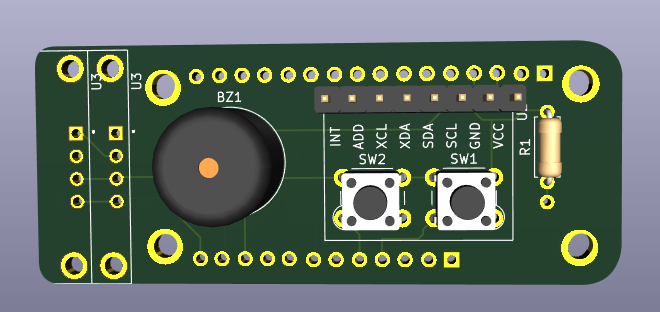 U3
U3
BZ1
U
INT
ADD
XCL
XDA
SDA
SCL
GND
VCC
R1
SW2
SW1